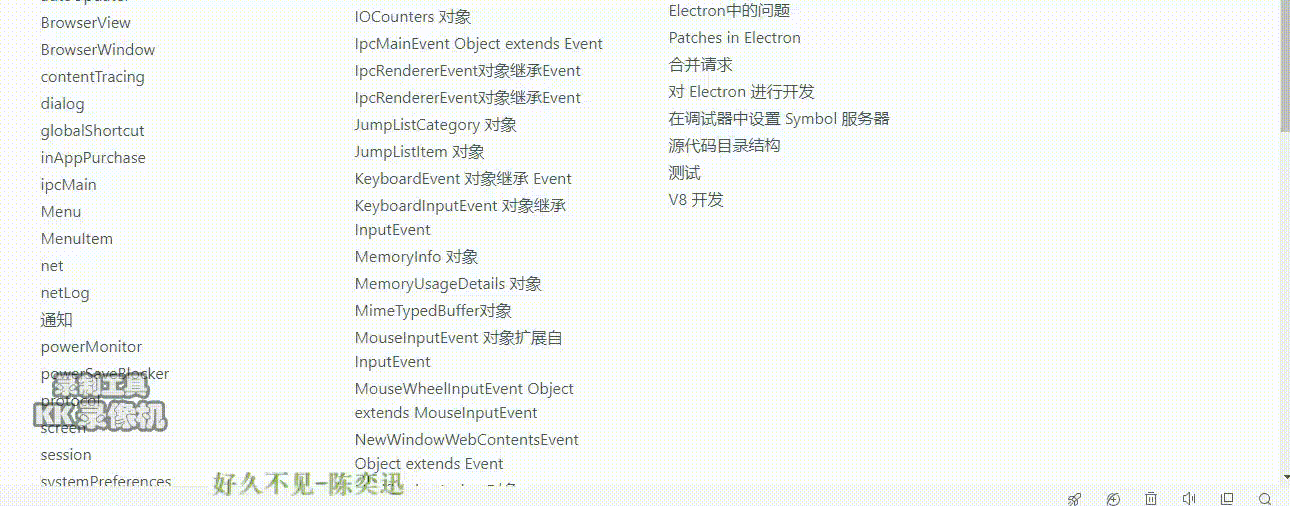 BrowserView
BrowserWindow
contentTracing
dialog
globalShortcut
inAppPurchase
ipcMain
Menu
MenuItem
net
netLog
通知
powerMonitor
powerSaveBlocker
protocol
screen
session
systemPreferences
IOCounters 对象
IpcMainEvent Object extends Event
IpcRendererEvent对象继承Event
IpcRendererEvent对象继承Event
JumpListCategory 对象
JumpListItem 对象
KeyboardEvent 对象继承 Event
KeyboardInputEvent 对象继承
InputEvent
MemoryInfo 对象
MemoryUsageDetails 对象
MimeTypedBuffer对象
MouseInputEvent 对象扩展自
InputEvent
MouseWheelInputEvent Object
extends MouseInputEvent
NewWindowWebContentsEvent
Object extends Event
Electron中的问题
Patches in Electron
合并请求
对 Electron 进行开发
在调试器中设置 Symbol 服务器
源代码目录结构
测试
V8 开发
录制工具
KK录像机
好久不见-陈奕迅